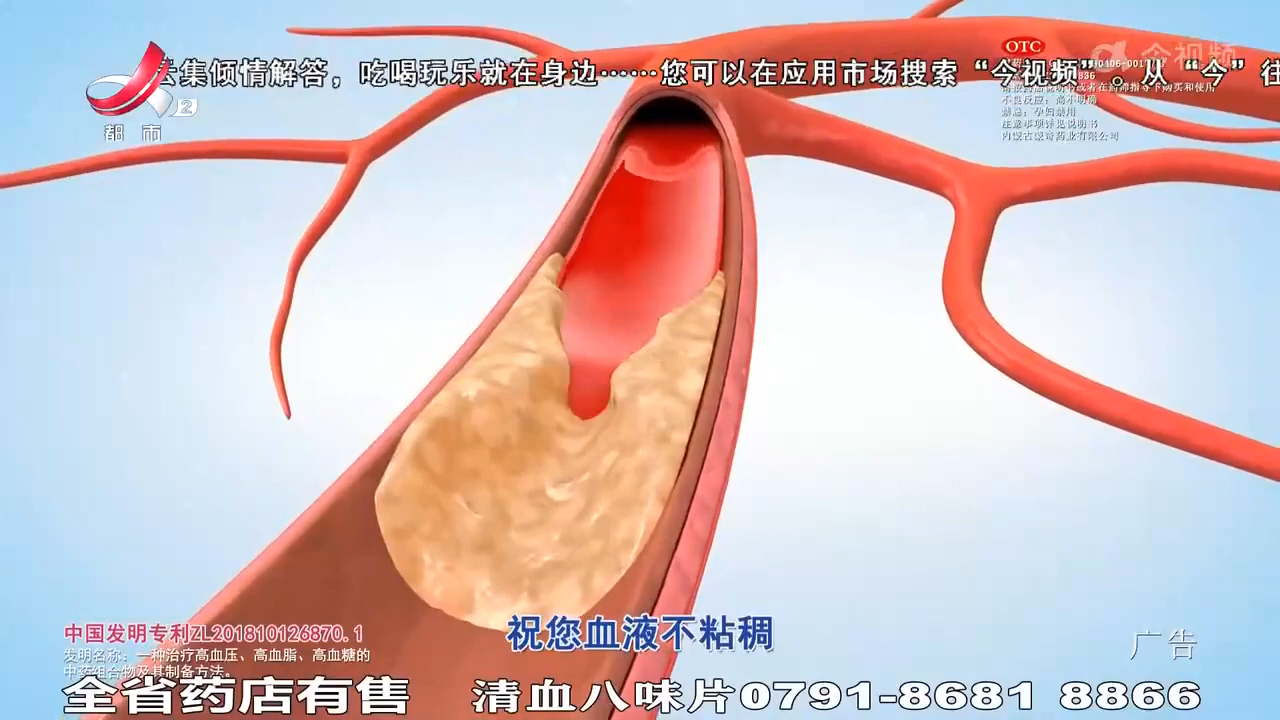 OTC
今视频
云集倾情解答，吃喝玩乐就在身边……您可以在应用市场搜索“今视频”。从“今”往
2
都市
不良反应：尚不明确
禁忌：孕妇禁用
注意事项详见说明书
内蒙古蒙奇药业有限公司
祝您血液不粘稠
中国发明专利ZL201810126870.1
发明名称：一种治疗高血压、高血脂、高血糖的
中药组合物及其制备方法。
广告
全省药店有售 清血八味片0791-8681 8866